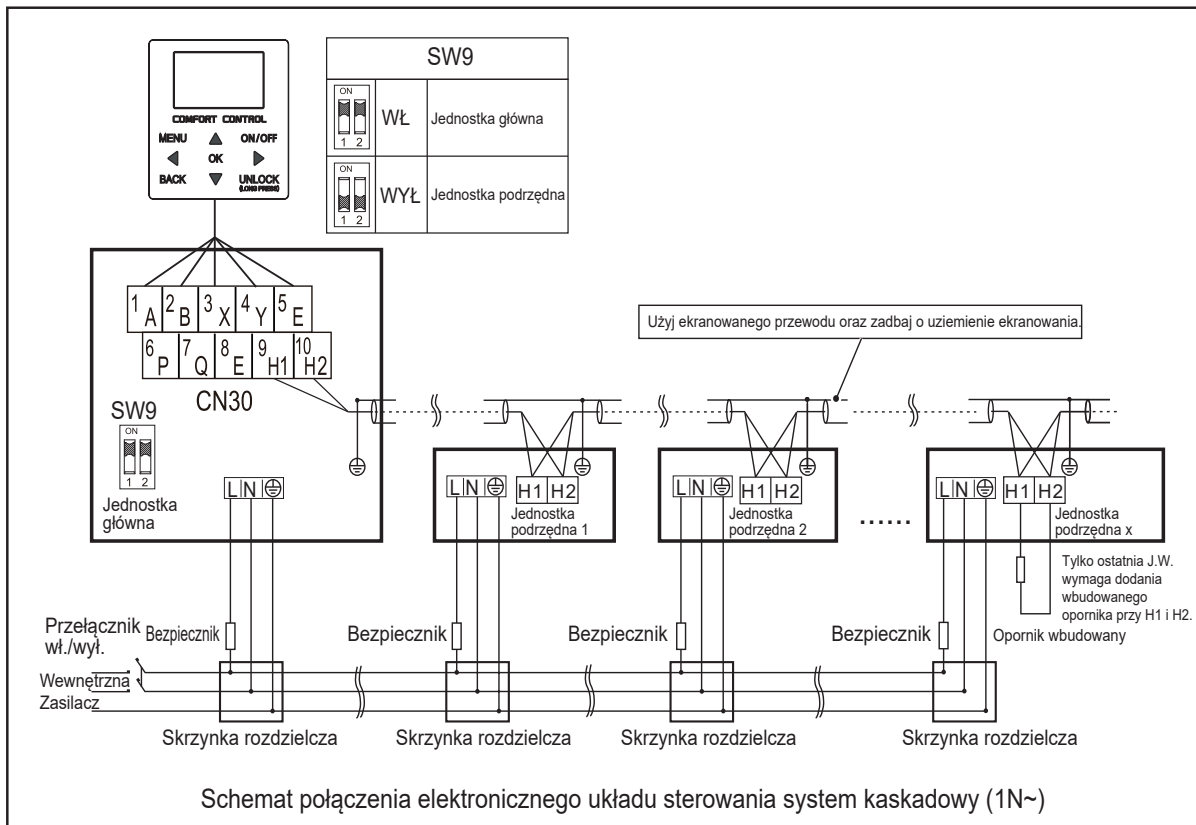 SW9
ON
1 2
WŁ
Jednostka główna
ON
1 2
WYŁ
Jednostka podrzędna
COMFORT CONTROL
MENU
ON/OFF
OK
BACK
UNLOCK
(LONG PRESS)
1 A 2 B 3 X 4 Y 5 E
6 P 7 Q 8 E 9 H1 10 H2
CN30
SW9
ON
1 2
Jednostka
główna
L N
Użyj ekranowanego przewodu oraz zadbaj o uziemienie ekranowania.
L N
H1 H2
Jednostka
podrzędna 1
L N
H1 H2
Jednostka
podrzędna 2
......
L N
H1 H2
Jednostka
podrzędna x
Tylko ostatnia J.W.
wymaga dodania
wbudowanego
opornika przy H1 i H2.
Opornik wbudowany
Przełącznik
wł./wył.
Bezpiecznik
Bezpiecznik
Bezpiecznik
Bezpiecznik
Wewnętrzna
Zasilacz
Skrzynka rozdzielcza
Skrzynka rozdzielcza
Skrzynka rozdzielcza
Skrzynka rozdzielcza
Schemat połączenia elektronicznego układu sterowania system kaskadowy (1N~)